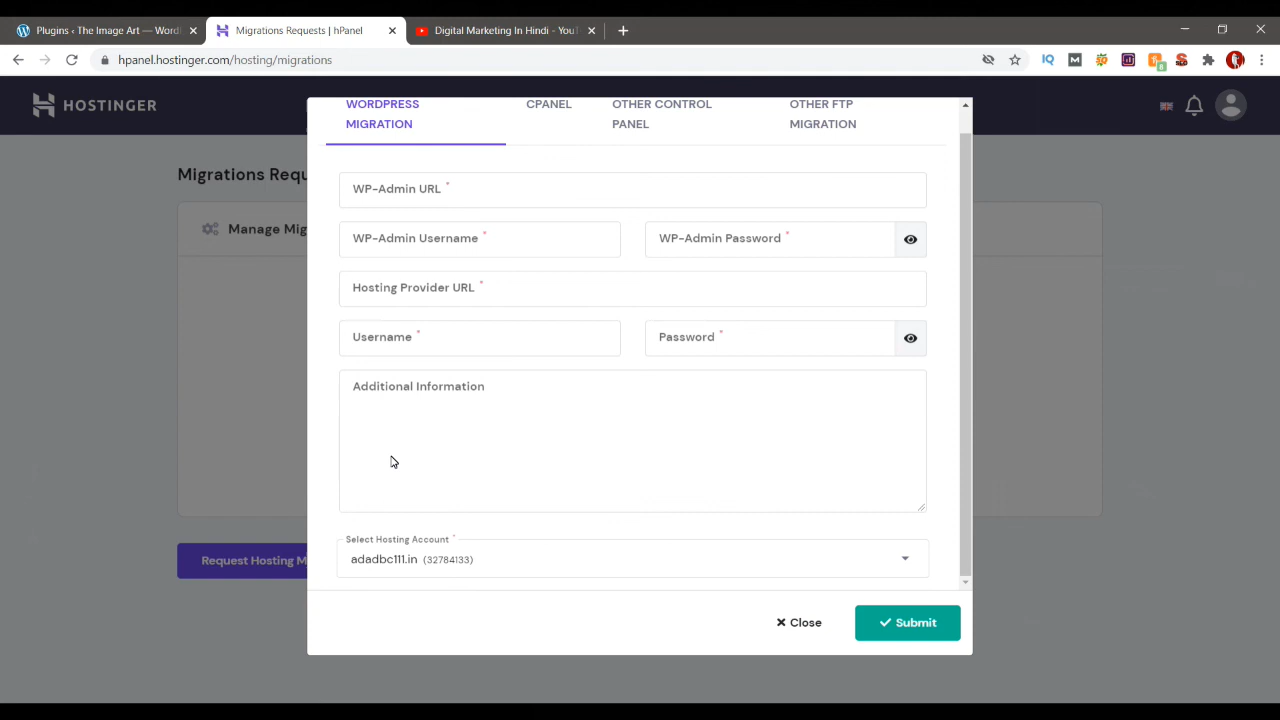 Plugins ‹ The Image Art — Word
Migrations Requests | hPanel
Digital Marketing In Hindi - You
hpanel.hostinger.com/hosting/migrations
HOSTINGER
WORDPRESS MIGRATION
CPANEL
OTHER CONTROL PANEL
OTHER FTP MIGRATION
Migrations Requ
Manage Mig
WP-Admin URL *
WP-Admin Username *
WP-Admin Password *
Hosting Provider URL *
Username *
Password *
Additional Information
Select Hosting Account *
adadbc111.in (32784133)
Request Hosting M
Close
Submit